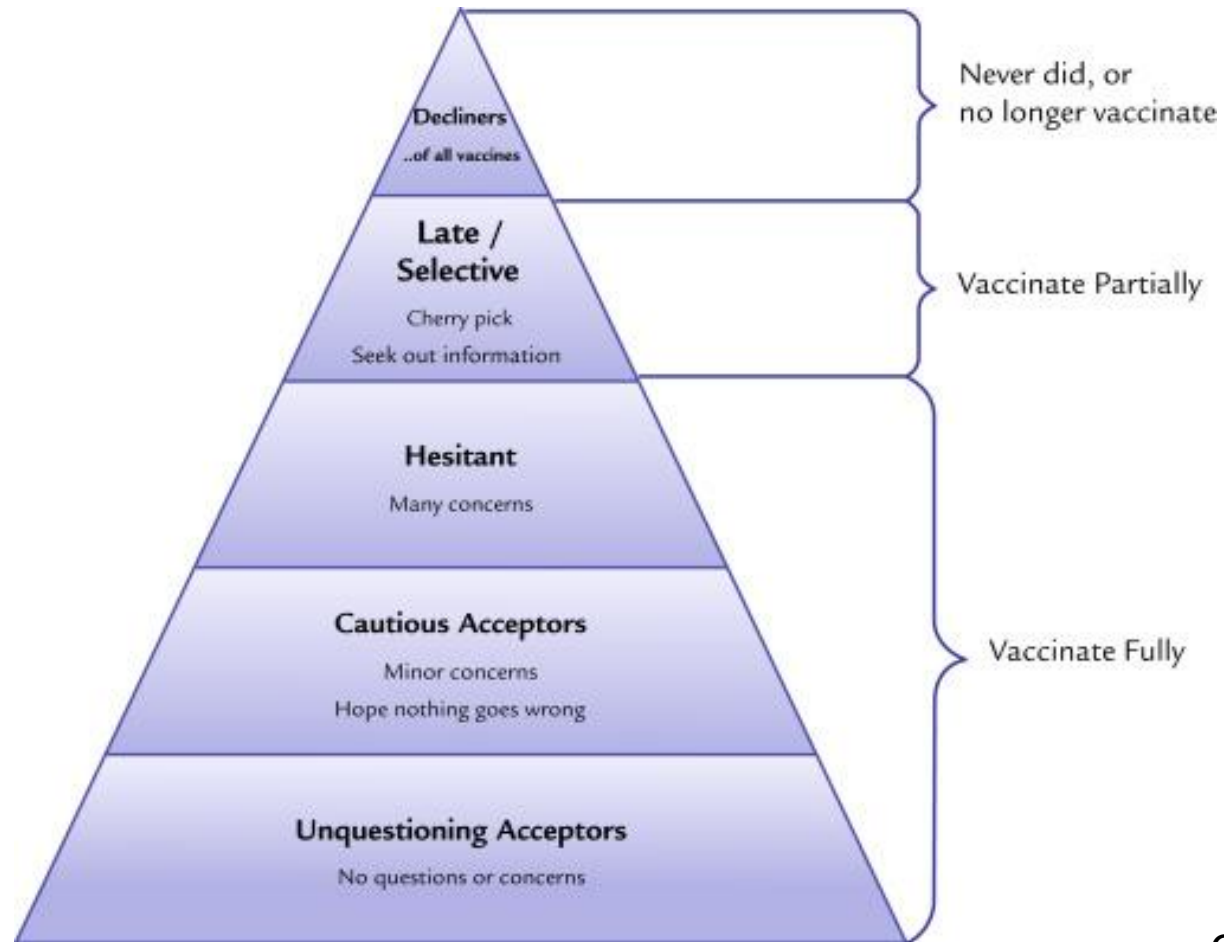 Never did, or
no longer vaccinate
Decliners
..of all vaccines
Late /
Selective
Cherry pick
Seek out information
Vaccinate Partially
Hesitant
Many concerns
Cautious Acceptors
Minor concerns
Hope nothing goes wrong
Vaccinate Fully
Unquestioning Acceptors
No questions or concerns